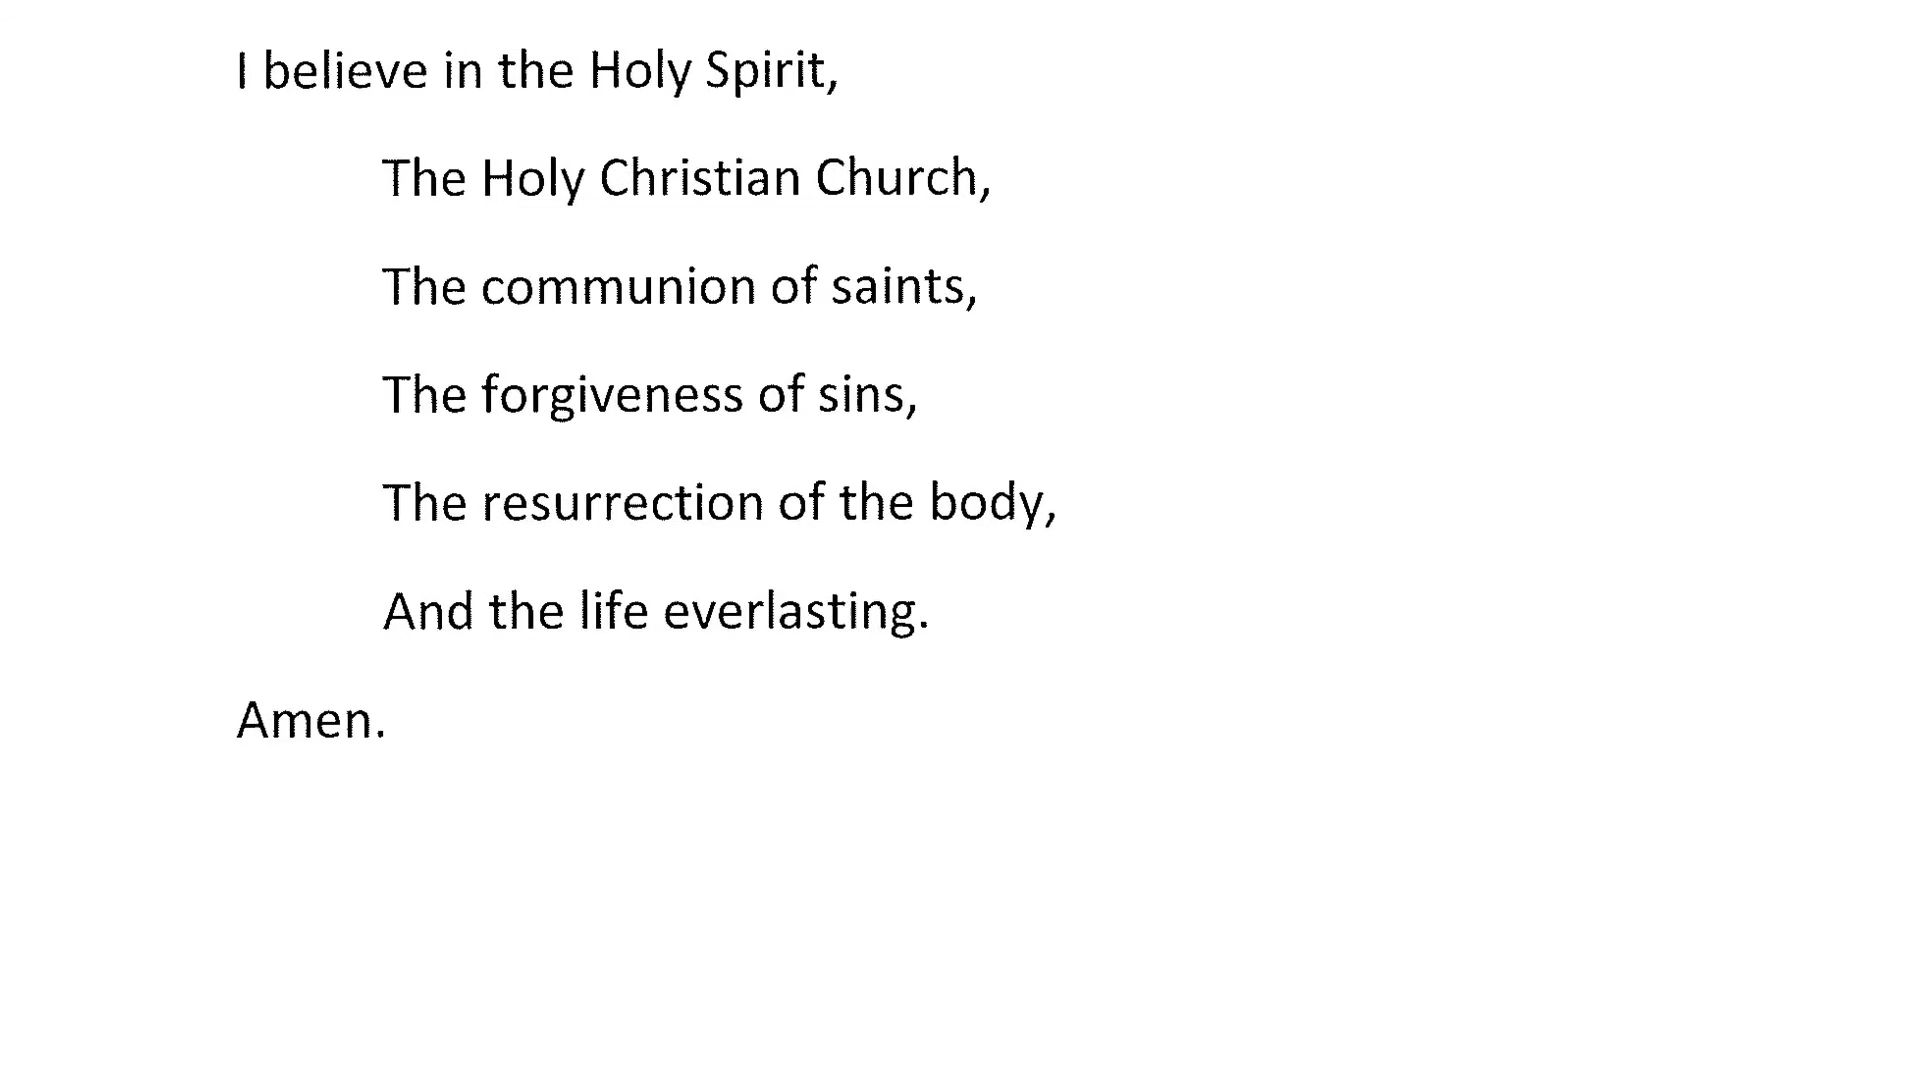 I believe in the Holy Spirit,
The Holy Christian Church,
The communion of saints,
The forgiveness of sins,
The resurrection of the body,
And the life everlasting.
Amen.